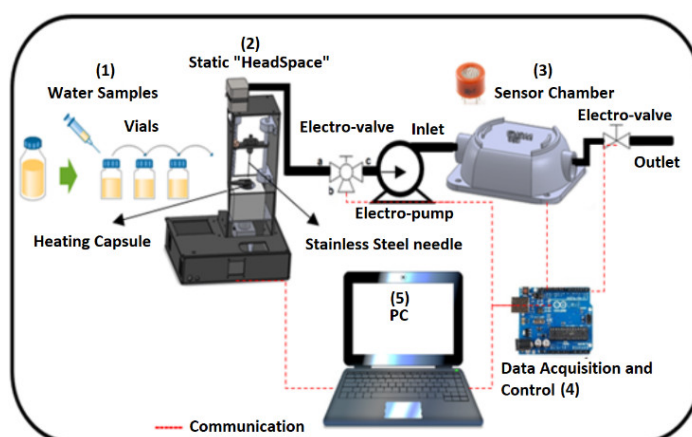 (1)
Water Samples
Vials
(2)
Static "HeadSpace"
(3)
Sensor Chamber
Electro-valve
Inlet
Electro-valve
Outlet
a
c
b
Electro-pump
Heating Capsule
Stainless Steel needle
(5)
PC
Data Acquisition and
Control (4)
Communication